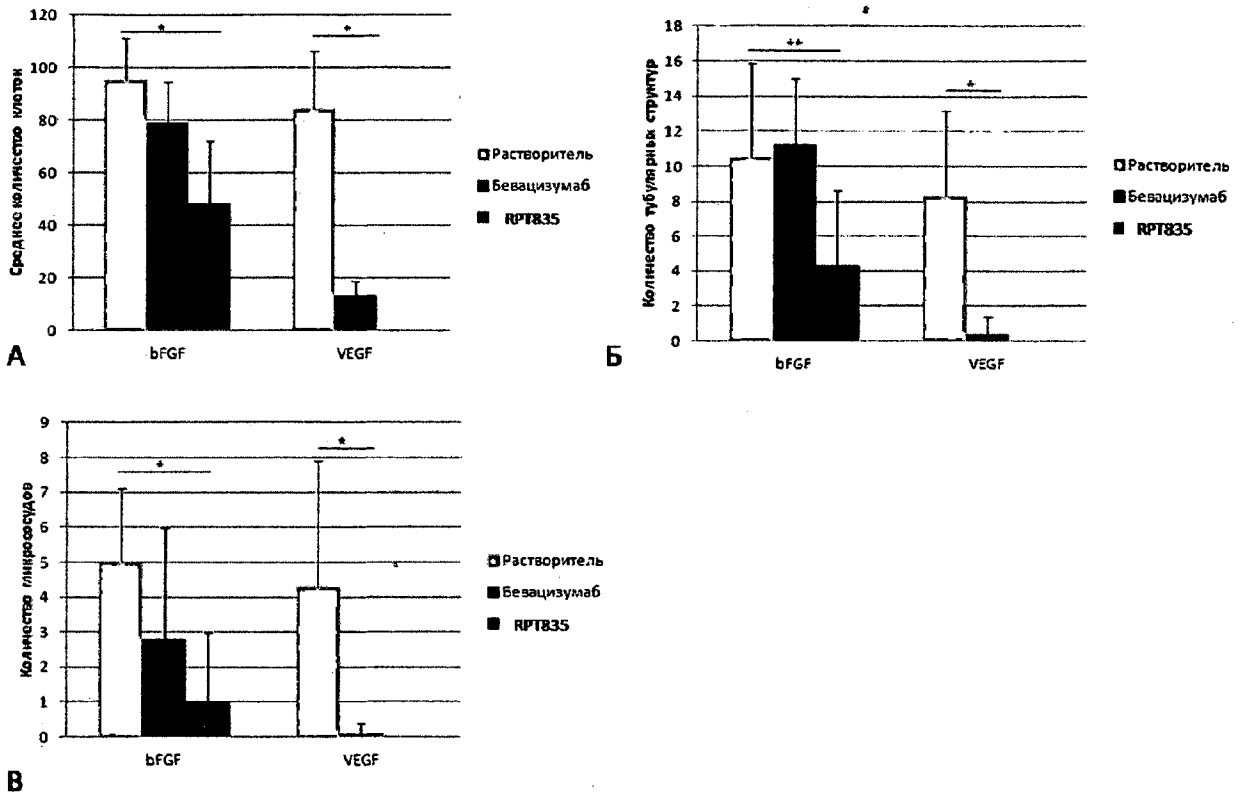 120
100
80
60
40
20
0
Среднее количество клоток
*
*
bFGF
VEGF
Растворитель
Бевацизумаб
RPT835
А
18
16
14
12
10
8
6
4
2
0
Количество тубулярных структур
*
**
*
bFGF
VEGF
Растворитель
Бевацизумаб
RPT835
Б
9
8
7
6
5
4
3
2
1
0
Количество микрососудов
*
*
bFGF
VEGF
Растворитель
Бевацизумаб
RPT835
В